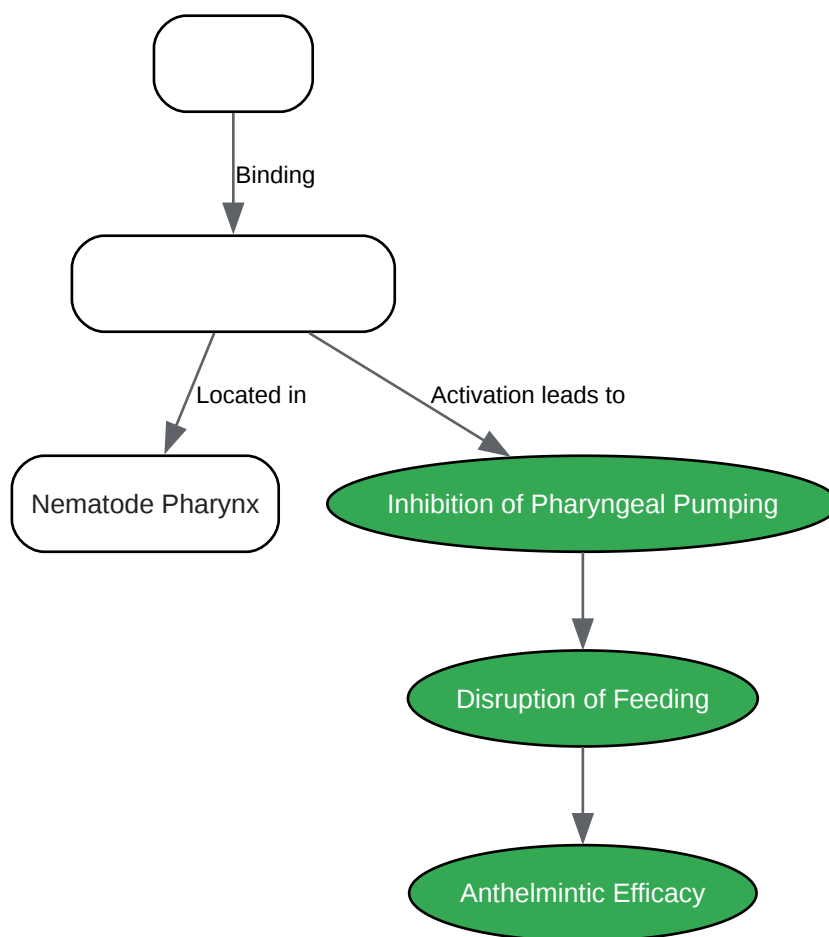 Binding
Located in
Activation leads to
Nematode Pharynx
Inhibition of Pharyngeal Pumping
Disruption of Feeding
Anthelmintic Efficacy